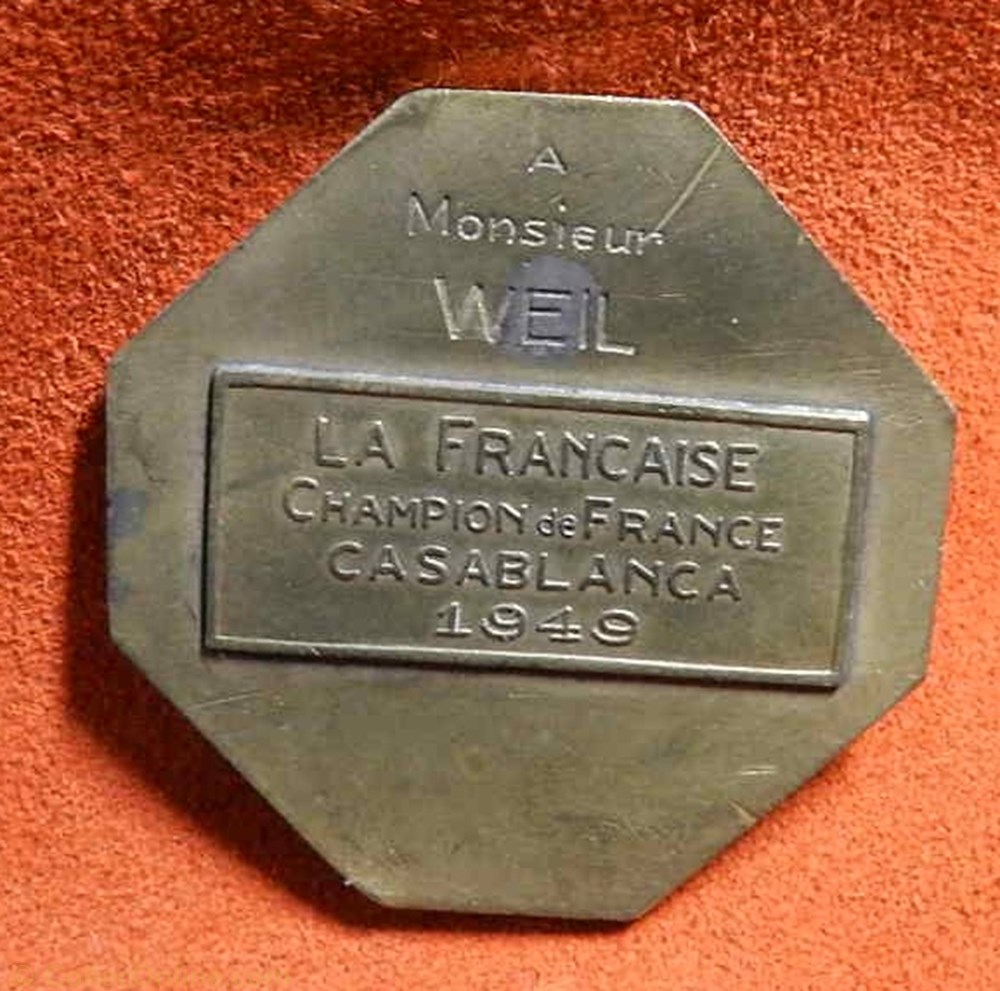 A
Monsieur
WEIL
LA FRANCAISE
CHAMPION de FRANCE
CASABLANCA
1949